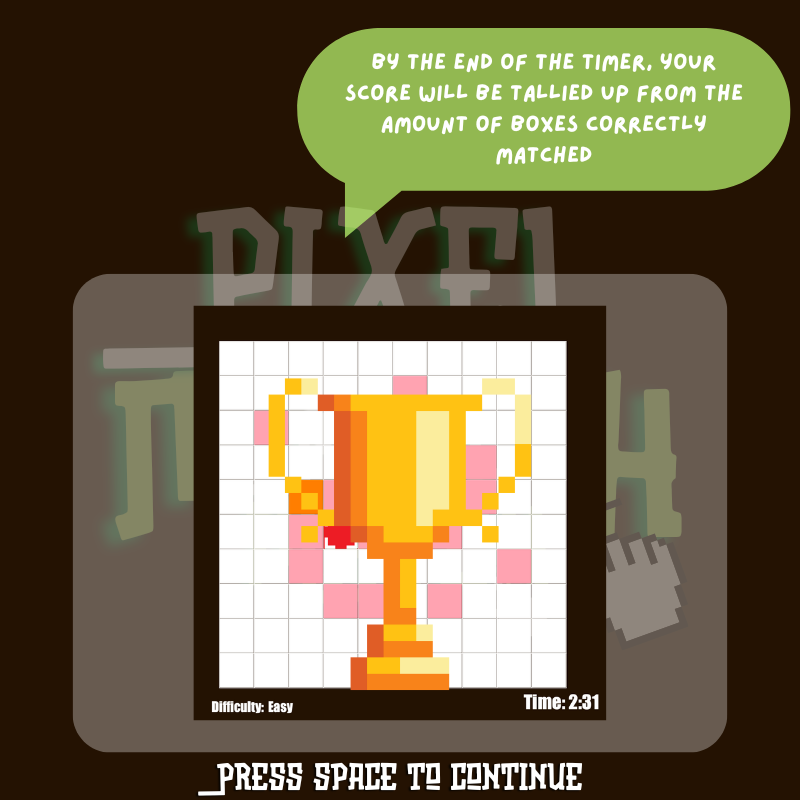 BY THE END OF THE TIMER, YOUR
SCORE WILL BE TALLIED UP FROM THE
AMOUNT OF BOXES CORRECTLY
MATCHED
PIXEL
Difficulty: Easy
Time: 2:31
_PRESS SPACE TO CONTINUE